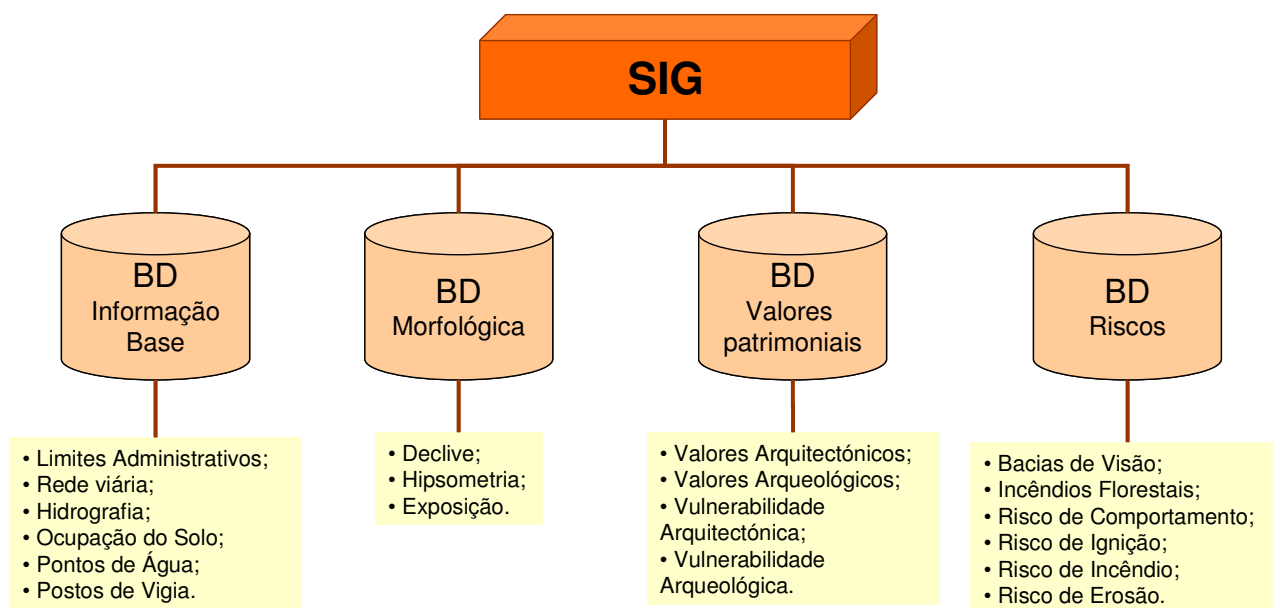 SIG
BD
Informação
Base
BD
Morfológica
BD
Valores
patrimoniais
BD
Riscos
• Limites Administrativos;
• Rede viária;
• Hidrografia;
• Ocupação do Solo;
• Pontos de Água;
• Postos de Vigia.
• Declive;
• Hipsometria;
• Exposição.
• Valores Arquitectónicos;
• Valores Arqueológicos;
• Vulnerabilidade
Arquitectónica;
• Vulnerabilidade
Arqueológica.
• Bacias de Visão;
• Incêndios Florestais;
• Risco de Comportamento;
• Risco de Ignição;
• Risco de Incêndio;
• Risco de Erosão.